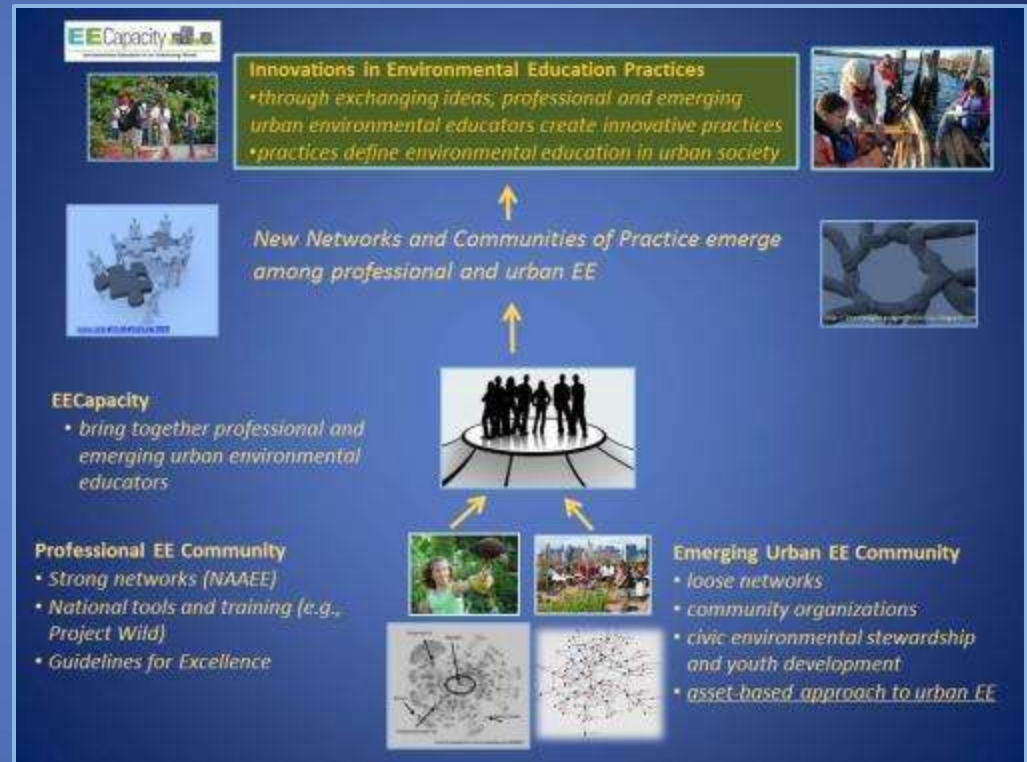 EECapacity
Innovations in Environmental Education Practices
•through exchanging ideas, professional and emerging
urban environmental educators create innovative practices
•practices define environmental education in urban society
New Networks and Communities of Practice emerge
among professional and urban EE
EECapacity
• bring together professional and
emerging urban environmental
educators
Professional EE Community
• Strong networks (NAAEE)
• National tools and training (e.g.,
Project Wild)
• Guidelines for Excellence
Emerging Urban EE Community
• loose networks
• community organizations
• civic environmental stewardship
and youth development
• asset-based approach to urban EE